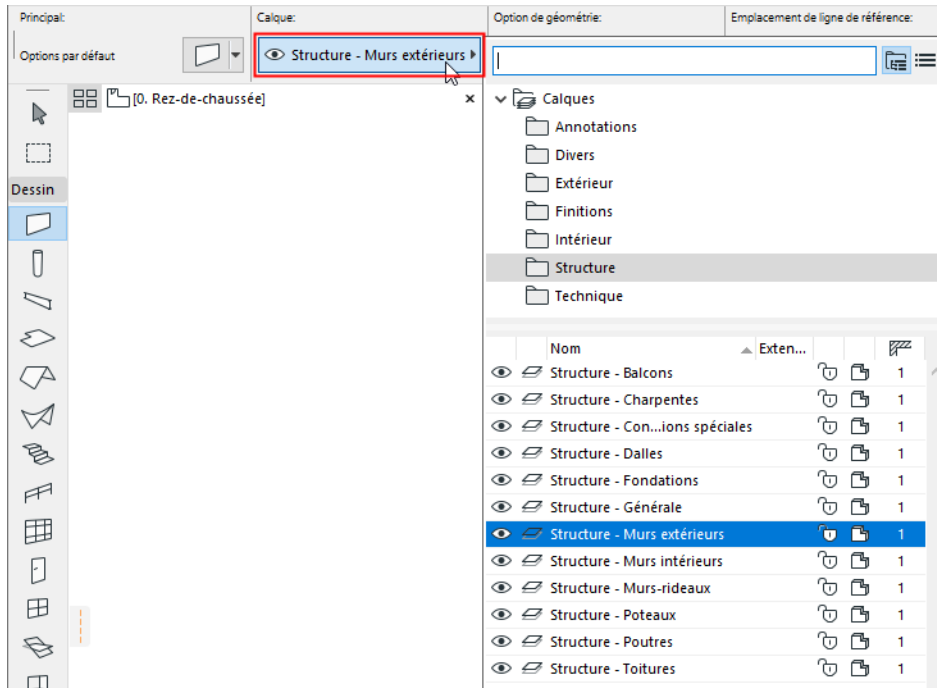 Principal:
Calque:
Option de géométrie:
Emplacement de ligne de référence:
Options par défaut
Structure - Murs extérieurs
[0. Rez-de-chaussée]
Calques
Annotations
Divers
Dessin
Extérieur
Finitions
Intérieur
Structure
Technique
Nom Exten...
Structure - Balcons 1
Structure - Charpentes 1
Structure - Con...ions spéciales 1
Structure - Dalles 1
Structure - Fondations 1
Structure - Générale 1
Structure - Murs extérieurs 1
Structure - Murs intérieurs 1
Structure - Murs-rideaux 1
Structure - Poteaux 1
Structure - Poutres 1
Structure - Toitures 1